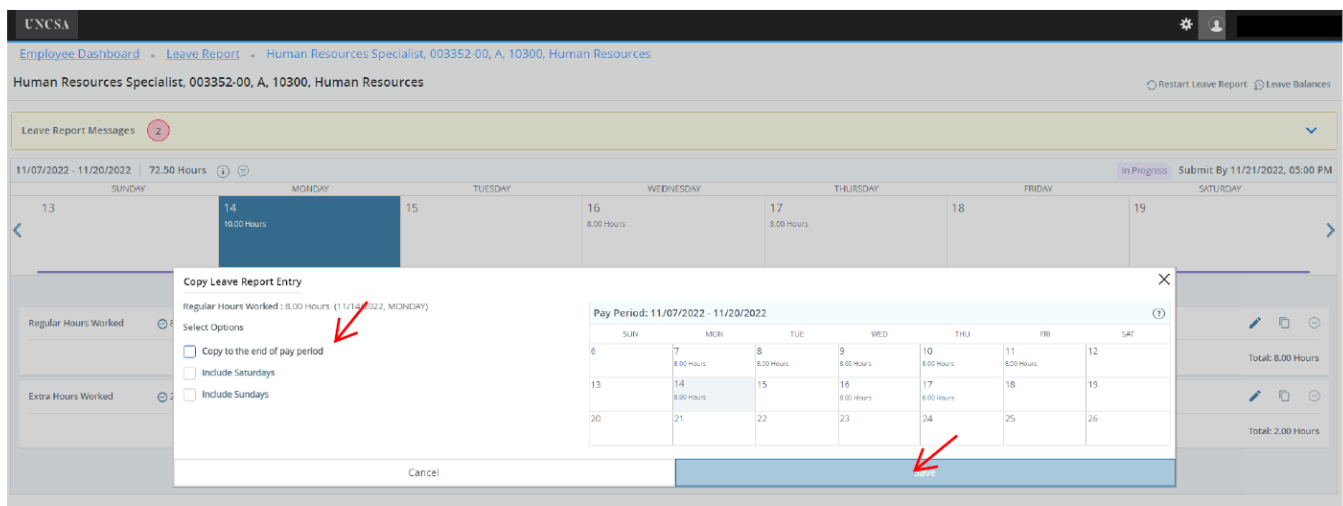 UNCSA
Employee Dashboard • Leave Report • Human Resources Specialist, 003352-00, A, 10300, Human Resources
Human Resources Specialist, 003352-00, A, 10300, Human Resources
Restart Leave Report Leave Balances
Leave Report Messages 2
11/07/2022 - 11/20/2022 | 72.50 Hours
In Progress Submit By 11/21/2022, 05:00 PM
SUNDAY MONDAY TUESDAY WEDNESDAY THURSDAY FRIDAY SATURDAY
13 14 15 16 17 18 19
10.00 Hours 8.00 Hours 8.00 Hours
Copy Leave Report Entry
Regular Hours Worked : 8.00 Hours (11/14/2022, MONDAY)
Select Options
Copy to the end of pay period
Include Saturdays
Include Sundays
Pay Period: 11/07/2022 - 11/20/2022
SUN MON TUE WED THU FRI SAT
6 7 8 9 10 11 12
8.00 Hours 8.00 Hours 8.00 Hours 8.00 Hours 8.00 Hours
13 14 15 16 17 18 19
8.00 Hours 8.00 Hours 8.00 Hours
20 21 22 23 24 25 26
Cancel Save
Regular Hours Worked 8
Total: 8.00 Hours
Extra Hours Worked 2
Total: 2.00 Hours